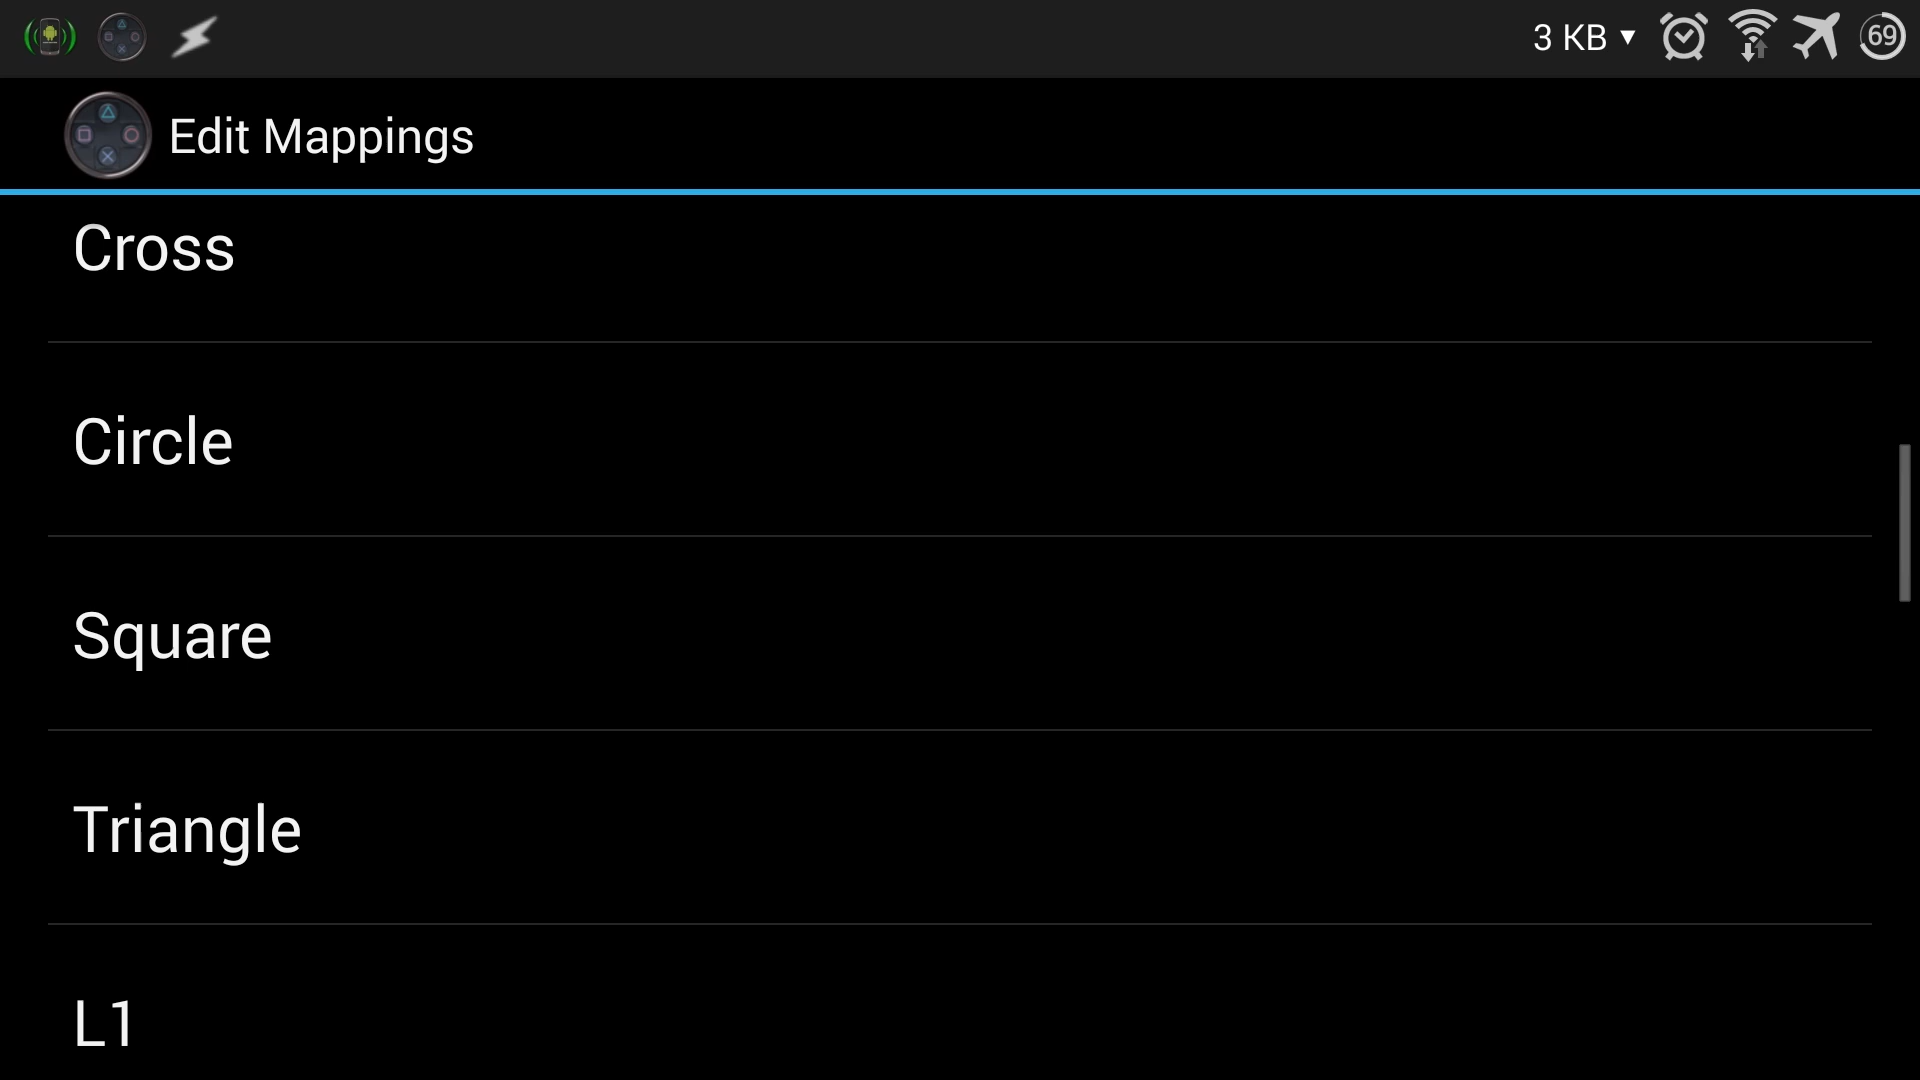 3 KB ▼ 69
Edit Mappings
Cross
Circle
Square
Triangle
L1